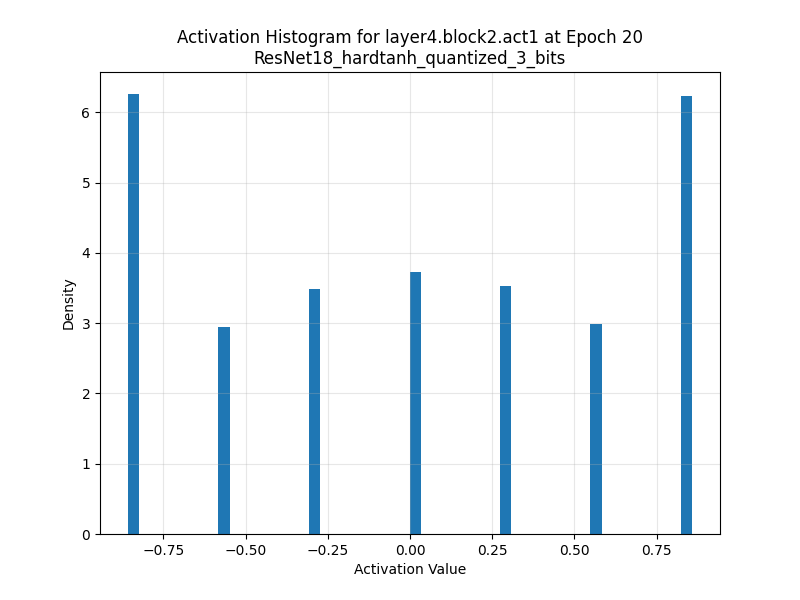 Activation Histogram for layer4.block2.act1 at Epoch 20
ResNet18_hardtanh_quantized_3_bits
6
5
4
3
2
1
0
Density
−0.75 −0.50 −0.25 0.00 0.25 0.50 0.75
Activation Value